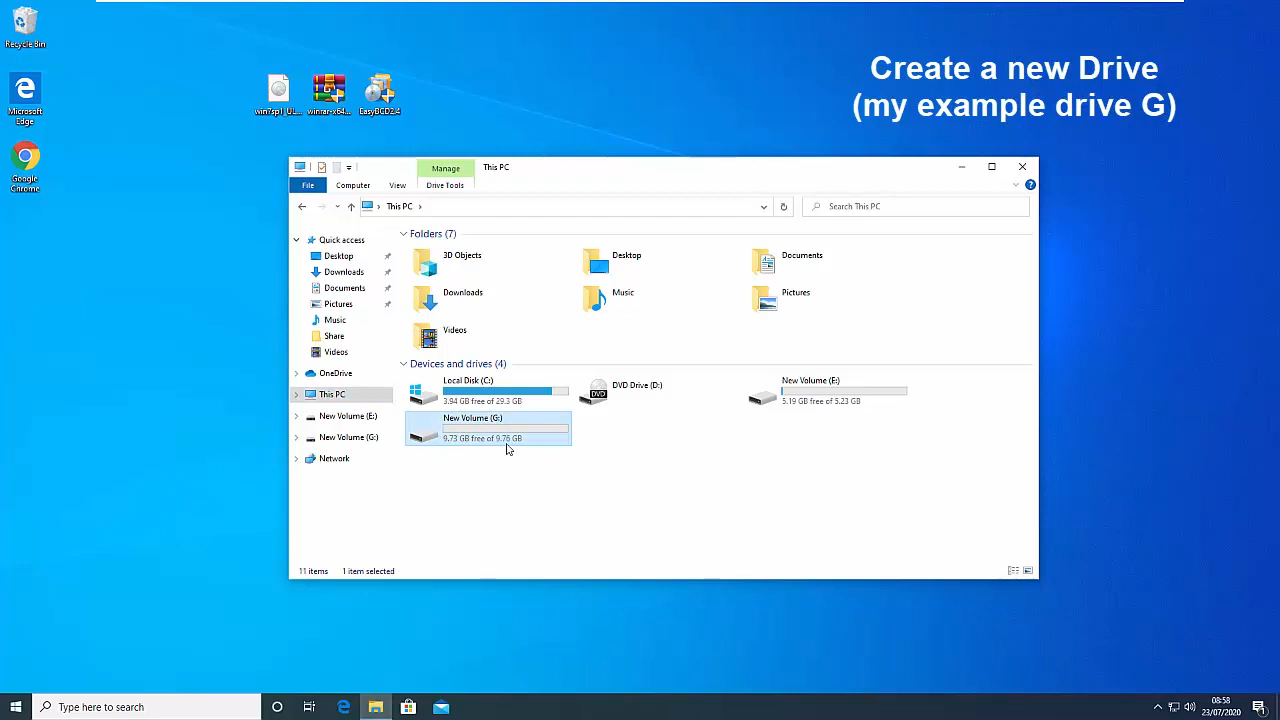 Recycle Bin
Microsoft
Edge
Google
Chrome
win7sp1_UL...
winrar-x64...
EasyBCD2.4
Create a new Drive
(my example drive G)
Manage
This PC
File
Computer
View
Drive Tools
This PC
Search This PC
Quick access
Desktop
Downloads
Documents
Pictures
Music
Share
Videos
OneDrive
This PC
New Volume (E:)
New Volume (G:)
Network
Folders (7)
3D Objects
Desktop
Documents
Downloads
Music
Pictures
Videos
Devices and drives (4)
Local Disk (C:)
3.94 GB free of 29.3 GB
DVD Drive (D:)
DVD
New Volume (E:)
5.19 GB free of 5.23 GB
New Volume (G:)
9.73 GB free of 9.76 GB
11 items
1 item selected
Type here to search
08:58
23/07/2020